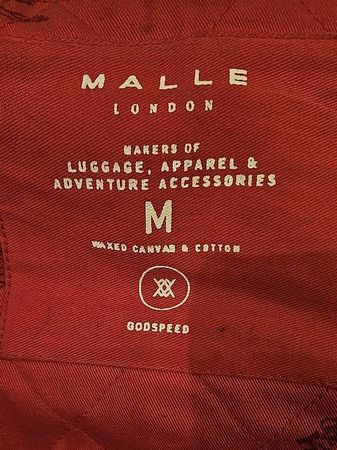 MALLE
LONDON
MAKERS OF
LUGGAGE, APPAREL &
ADVENTURE ACCESSORIES
M
WAXED CANVAS & COTTON
GODSPEED